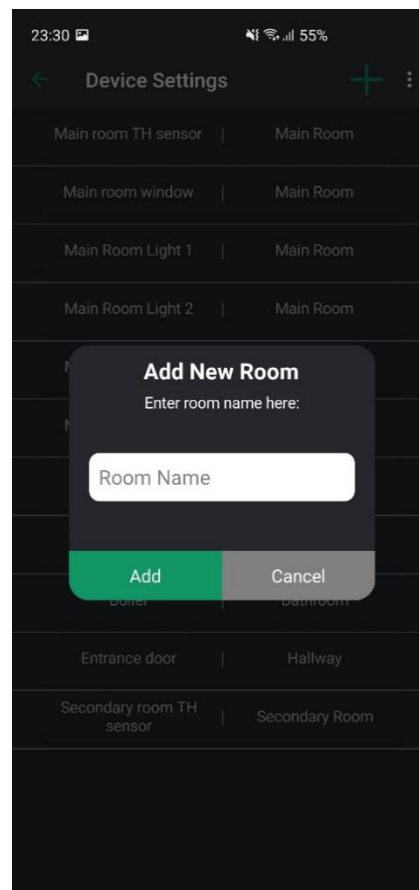 23:30 55%
Device Settings
Main room TH sensor | Main Room
Main room window | Main Room
Main Room Light 1 | Main Room
Main Room Light 2 | Main Room
Add New Room
Enter room name here:
Room Name
Add Cancel
Boiler Bathroom
Entrance door | Hallway
Secondary room TH
sensor | Secondary Room